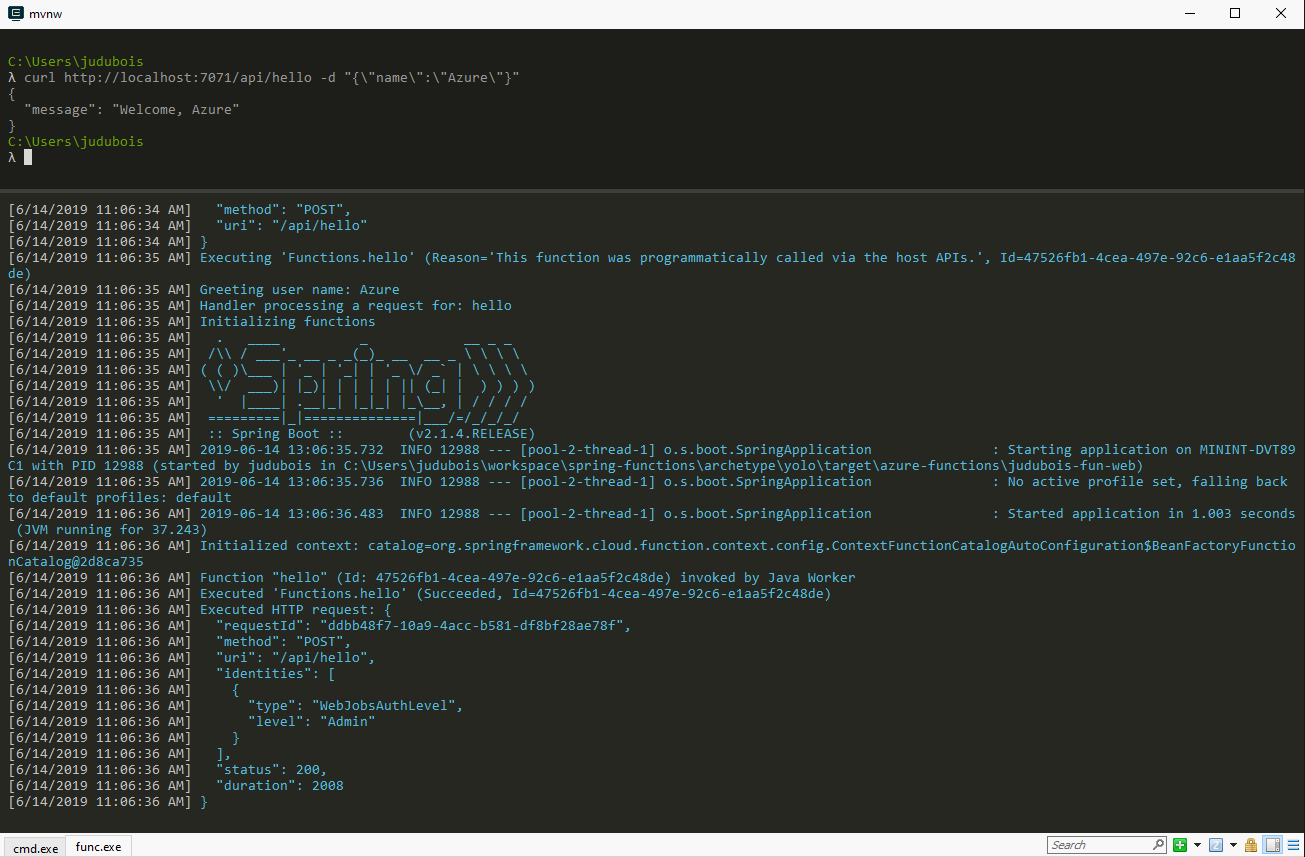 mvnw
C:\Users\judubois
λ curl http://localhost:7071/api/hello -d "{\"name\":\"Azure\"}"
{
  "message": "Welcome, Azure"
}
C:\Users\judubois
λ
[6/14/2019 11:06:34 AM]   "method": "POST",
[6/14/2019 11:06:34 AM]   "uri": "/api/hello"
[6/14/2019 11:06:34 AM] }
[6/14/2019 11:06:35 AM] Executing 'Functions.hello' (Reason='This function was programmatically called via the host APIs.', Id=47526fb1-4cea-497e-92c6-e1aa5f2c48
de)
[6/14/2019 11:06:35 AM] Greeting user name: Azure
[6/14/2019 11:06:35 AM] Handler processing a request for: hello
[6/14/2019 11:06:35 AM] Initializing functions
[6/14/2019 11:06:35 AM]   .   ____          _            __ _ _
[6/14/2019 11:06:35 AM]  /\\ / ___'_ __ _ _(_)_ __  __ _ \ \ \ \
[6/14/2019 11:06:35 AM] ( ( )\___ | '_ | '_| | '_ \/ _` | \ \ \ \
[6/14/2019 11:06:35 AM]  \\/  ___)| |_)| | | | | || (_| |  ) ) ) )
[6/14/2019 11:06:35 AM]   '  |____| .__|_| |_|_| |_\__, | / / / /
[6/14/2019 11:06:35 AM]  =========|_|==============|___/=/_/_/_/
[6/14/2019 11:06:35 AM]  :: Spring Boot ::        (v2.1.4.RELEASE)
[6/14/2019 11:06:35 AM] 2019-06-14 13:06:35.732  INFO 12988 --- [pool-2-thread-1] o.s.boot.SpringApplication               : Starting application on MININT-DVT89
C1 with PID 12988 (started by judubois in C:\Users\judubois\workspace\spring-functions\archetype\yolo\target\azure-functions\judubois-fun-web)
[6/14/2019 11:06:35 AM] 2019-06-14 13:06:35.736  INFO 12988 --- [pool-2-thread-1] o.s.boot.SpringApplication               : No active profile set, falling back
to default profiles: default
[6/14/2019 11:06:36 AM] 2019-06-14 13:06:36.483  INFO 12988 --- [pool-2-thread-1] o.s.boot.SpringApplication               : Started application in 1.003 seconds
 (JVM running for 37.243)
[6/14/2019 11:06:36 AM] Initialized context: catalog=org.springframework.cloud.function.context.config.ContextFunctionCatalogAutoConfiguration$BeanFactoryFunctio
nCatalog@2d8ca735
[6/14/2019 11:06:36 AM] Function "hello" (Id: 47526fb1-4cea-497e-92c6-e1aa5f2c48de) invoked by Java Worker
[6/14/2019 11:06:36 AM] Executed 'Functions.hello' (Succeeded, Id=47526fb1-4cea-497e-92c6-e1aa5f2c48de)
[6/14/2019 11:06:36 AM] Executed HTTP request: {
[6/14/2019 11:06:36 AM]   "requestId": "ddbb48f7-10a9-4acc-b581-df8bf28ae78f",
[6/14/2019 11:06:36 AM]   "method": "POST",
[6/14/2019 11:06:36 AM]   "uri": "/api/hello",
[6/14/2019 11:06:36 AM]   "identities": [
[6/14/2019 11:06:36 AM]     {
[6/14/2019 11:06:36 AM]       "type": "WebJobsAuthLevel",
[6/14/2019 11:06:36 AM]       "level": "Admin"
[6/14/2019 11:06:36 AM]     }
[6/14/2019 11:06:36 AM]   ],
[6/14/2019 11:06:36 AM]   "status": 200,
[6/14/2019 11:06:36 AM]   "duration": 2008
[6/14/2019 11:06:36 AM] }
cmd.exe func.exe Search